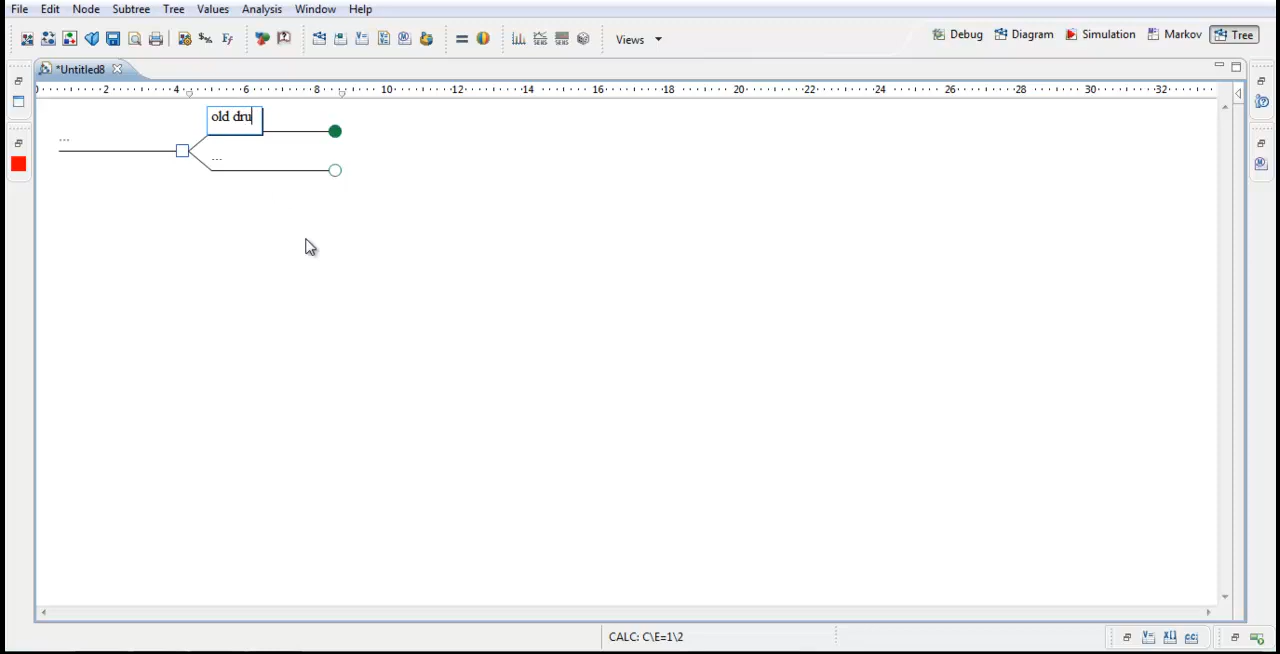 File Edit Node Subtree Tree Values Analysis Window Help
Views Debug Diagram Simulation Markov Tree
*Untitled8
2 4 6 8 10 12 14 16 18 20 22 24 26 28 30 32
old dru
...
...
CALC: C\E=1\2